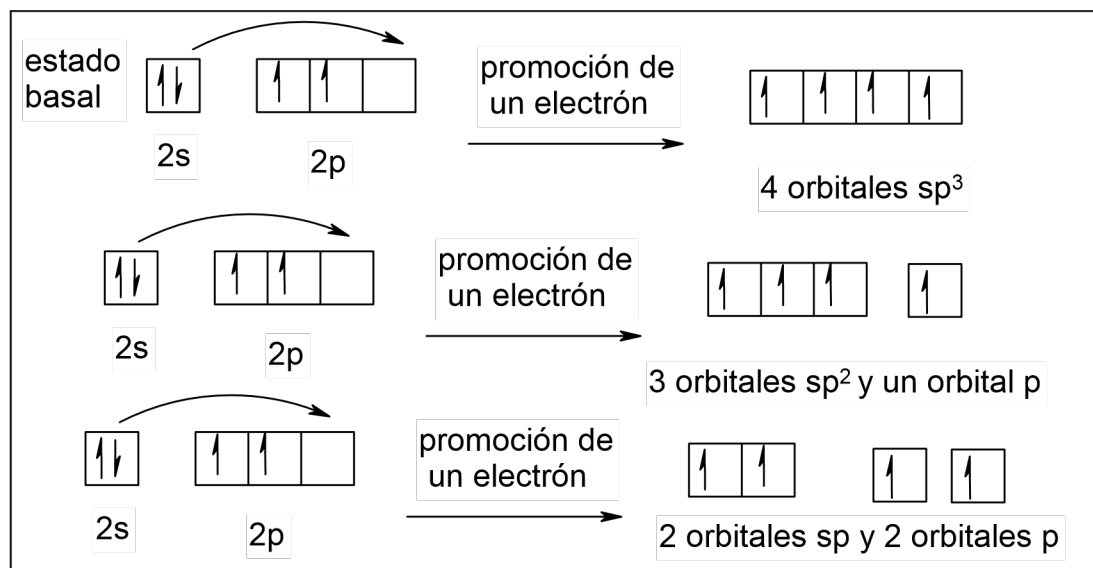 estado
basal
2s
2p
promoción de
un electrón
4 orbitales sp³
2s
2p
promoción de
un electrón
3 orbitales sp² y un orbital p
2s
2p
promoción de
un electrón
2 orbitales sp y 2 orbitales p